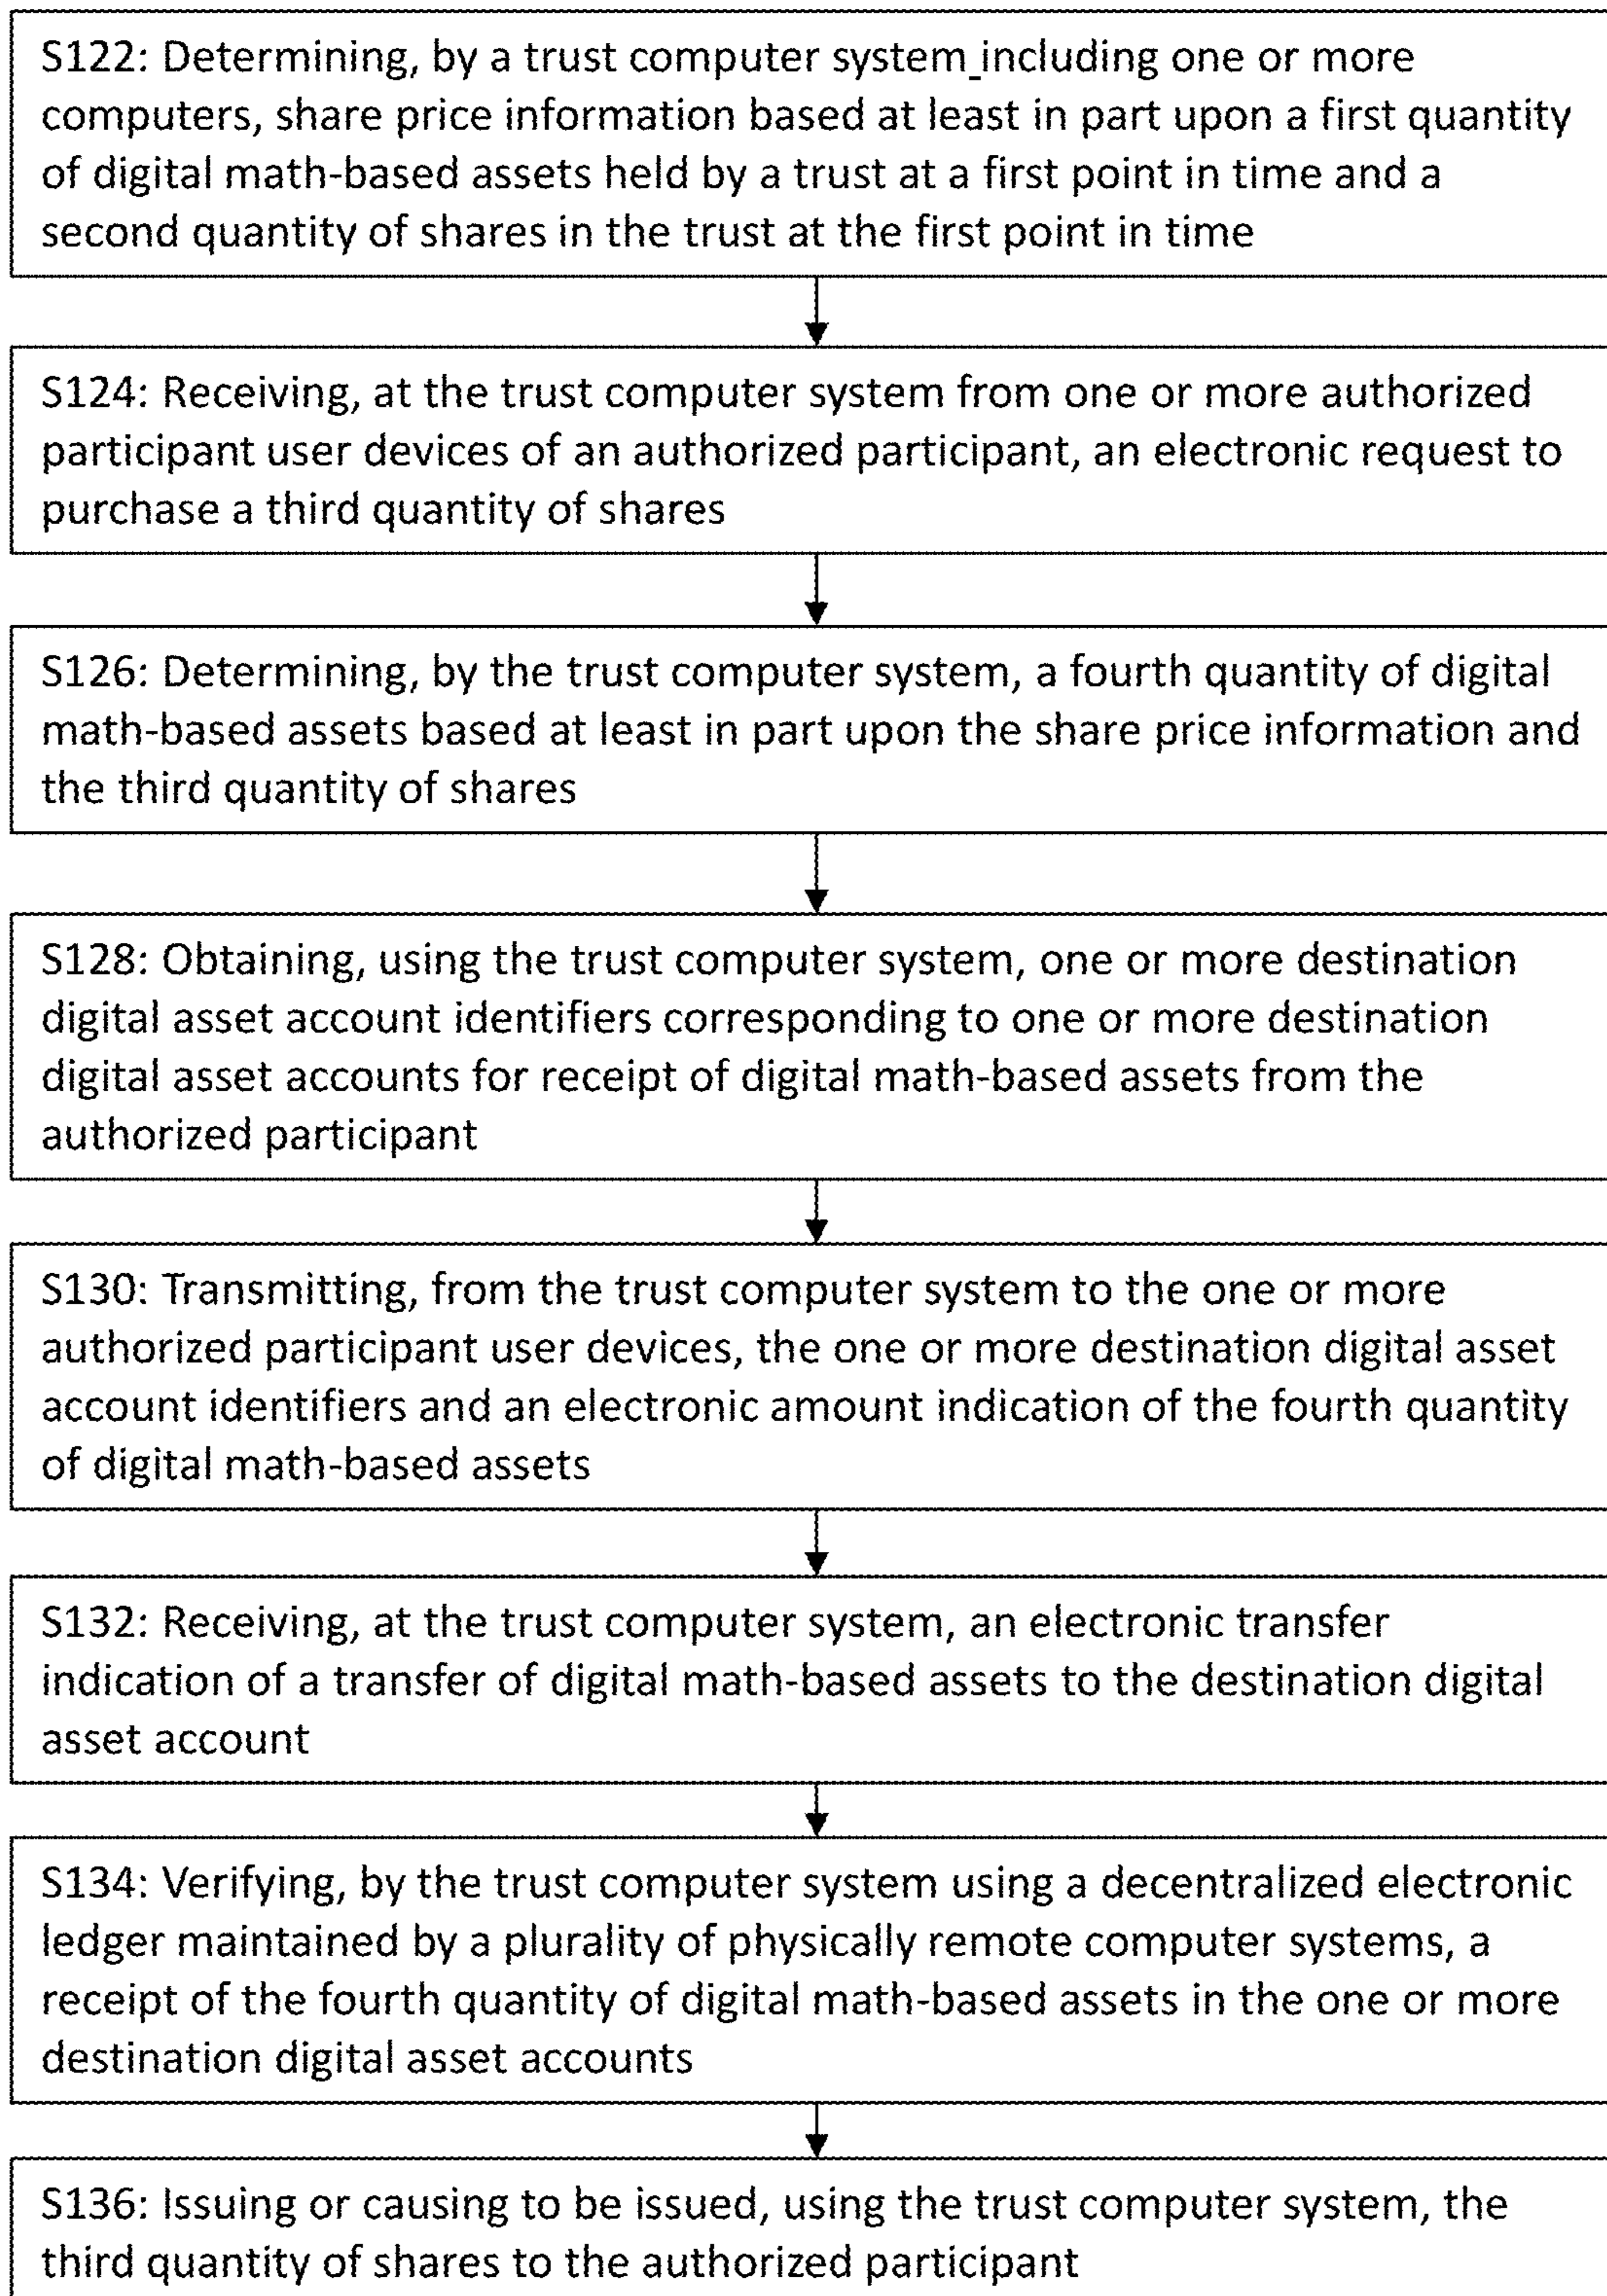 S122: Determining, by a trust computer system_including one or more
computers, share price information based at least in part upon a first quantity
of digital math-based assets held by a trust at a first point in time and a
second quantity of shares in the trust at the first point in time
S124: Receiving, at the trust computer system from one or more authorized
participant user devices of an authorized participant, an electronic request to
purchase a third quantity of shares
S126: Determining, by the trust computer system, a fourth quantity of digital
math-based assets based at least in part upon the share price information and
the third quantity of shares
S128: Obtaining, using the trust computer system, one or more destination
digital asset account identifiers corresponding to one or more destination
digital asset accounts for receipt of digital math-based assets from the
authorized participant
S130: Transmitting, from the trust computer system to the one or more
authorized participant user devices, the one or more destination digital asset
account identifiers and an electronic amount indication of the fourth quantity
of digital math-based assets
S132: Receiving, at the trust computer system, an electronic transfer
indication of a transfer of digital math-based assets to the destination digital
asset account
S134: Verifying, by the trust computer system using a decentralized electronic
ledger maintained by a plurality of physically remote computer systems, a
receipt of the fourth quantity of digital math-based assets in the one or more
destination digital asset accounts
S136: Issuing or causing to be issued, using the trust computer system, the
third quantity of shares to the authorized participant